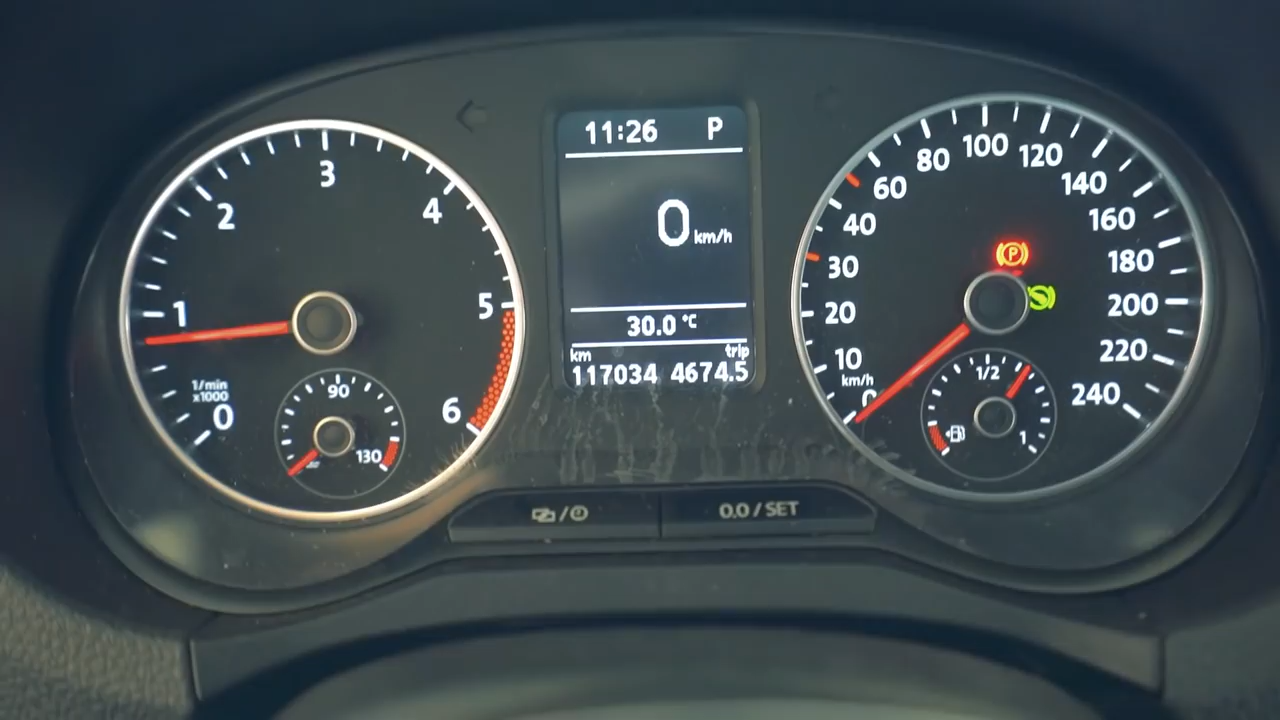 11:26 P
0 km/h
30.0 °C
km trip
117034 4674.5
0 1 2 3 4 5 6
1/min
x1000
90
130
0 10 20 30 40 60 80 100 120 140 160 180 200 220 240
km/h
P
1/2
1
0.0 / SET